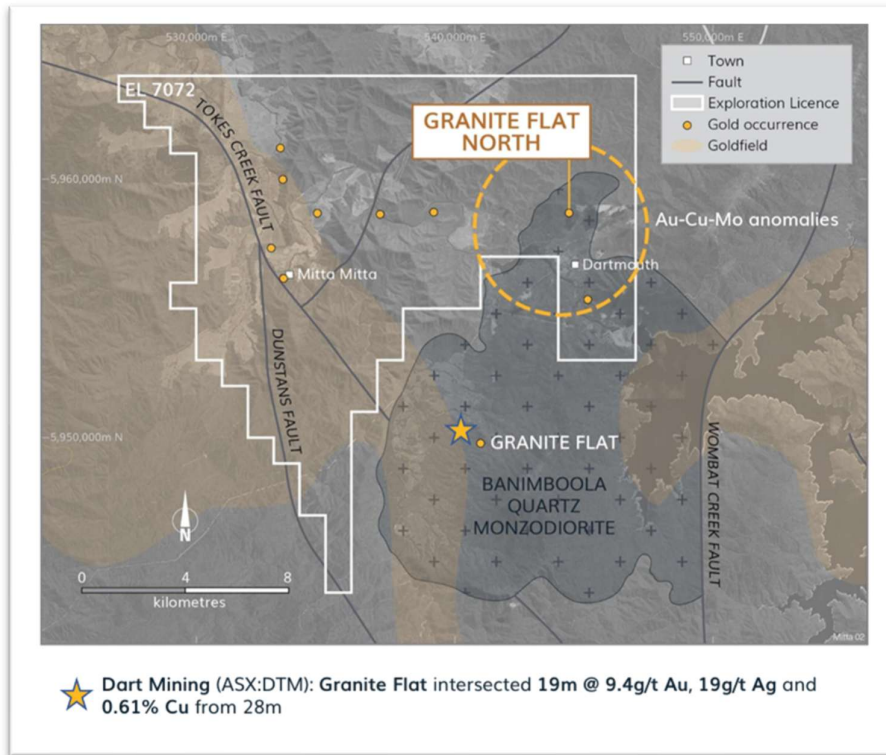 530,000m E
540,000m E
550,000m E
EL 7072
Town
Fault
Exploration Licence
Gold occurrence
Goldfield
TOKES CREEK FAULT
GRANITE FLAT
NORTH
5,960,000m N
Au-Cu-Mo anomalies
Mitta Mitta
Dartmouth
DUNSTANS FAULT
5,950,000m N
GRANITE FLAT
WOMBAT CREEK FAULT
BANIMBOOLA
QUARTZ
MONZODIORITE
N
0 4 8
kilometres
Mitta 02
Dart Mining (ASX:DTM): Granite Flat intersected 19m @ 9.4g/t Au, 19g/t Ag and
0.61% Cu from 28m